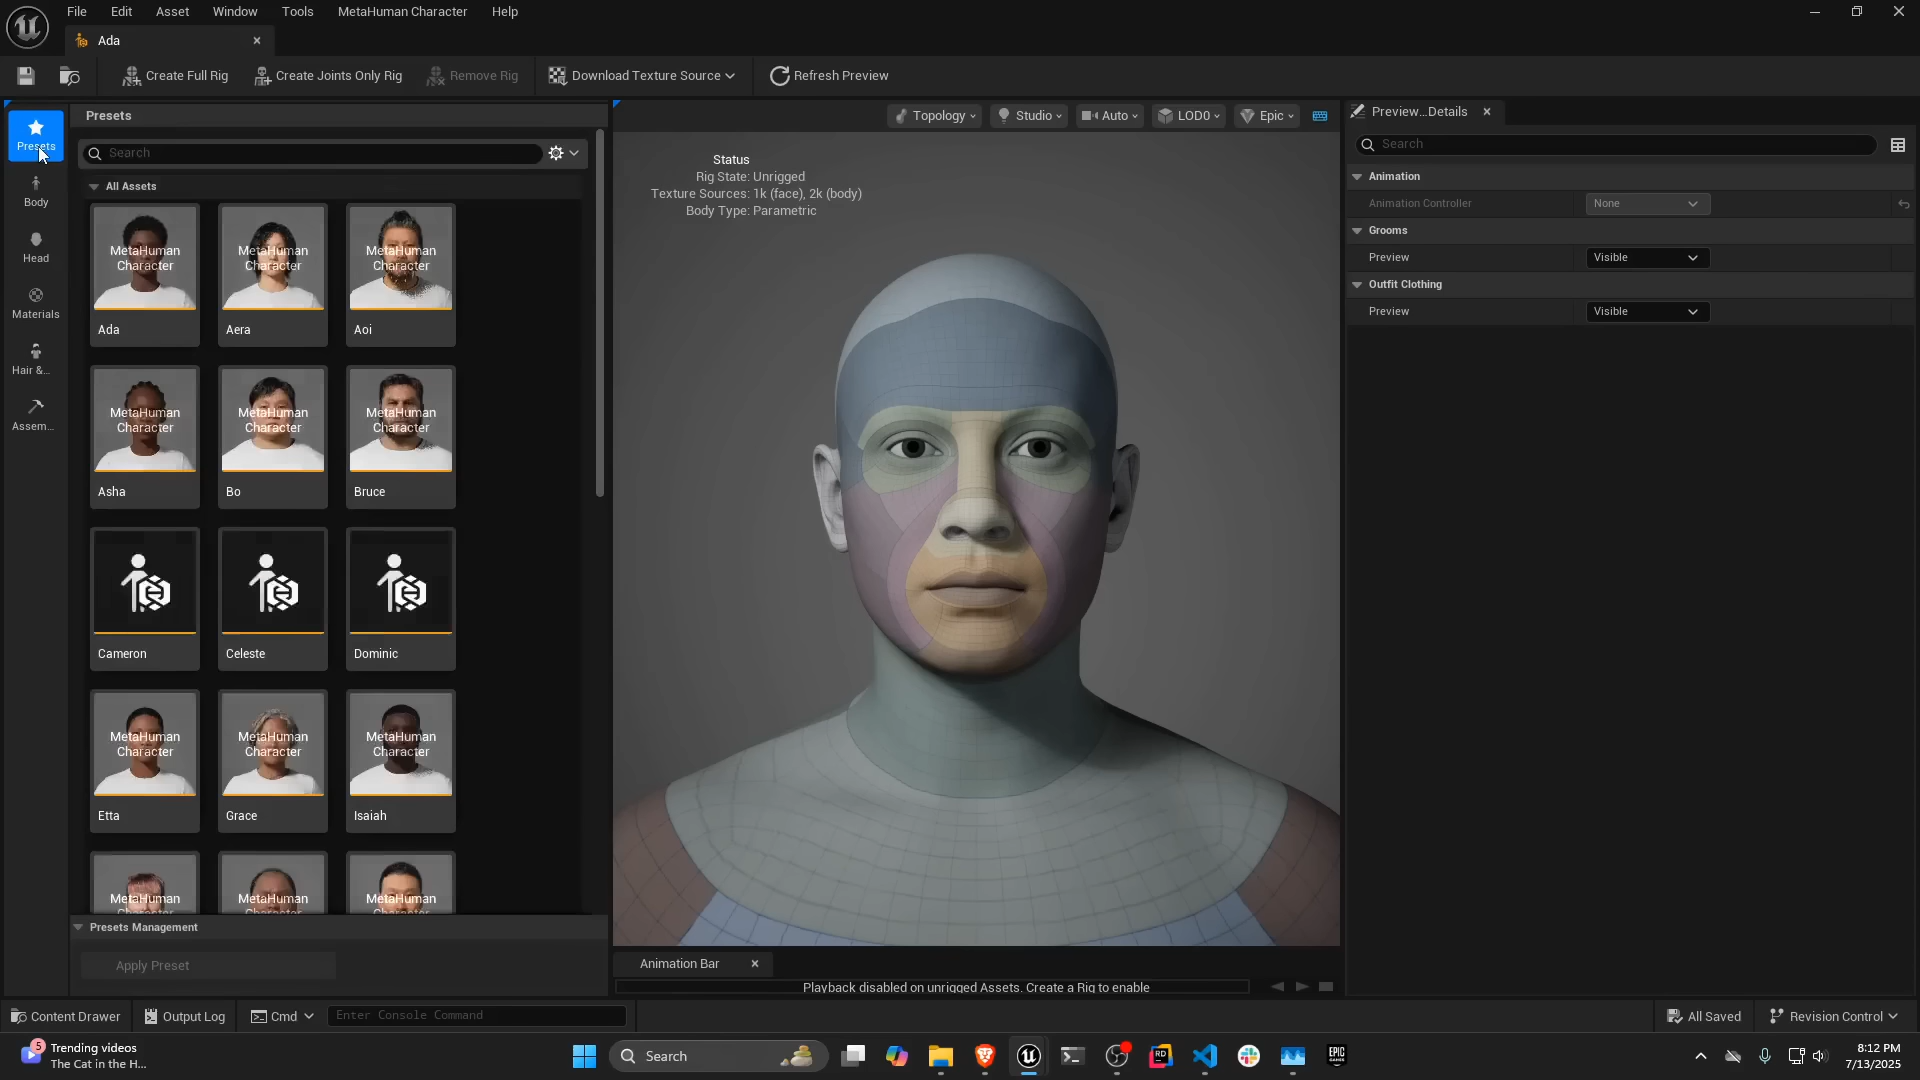 File Edit Asset Window Tools MetaHuman Character Help
Ada
Create Full Rig Create Joints Only Rig Remove Rig Download Texture Source Refresh Preview
Presets
Body
Head
Materials
Hair &...
Assem...
Presets
Search
All Assets
MetaHuman
Character
Ada
MetaHuman
Character
Aera
MetaHuman
Character
Aoi
MetaHuman
Character
Asha
MetaHuman
Character
Bo
MetaHuman
Character
Bruce
Cameron
Celeste
Dominic
MetaHuman
Character
Etta
MetaHuman
Character
Grace
MetaHuman
Character
Isaiah
MetaHuman
Character
MetaHuman
Character
MetaHuman
Character
Presets Management
Apply Preset
Topology Studio Auto LOD0 Epic
Status
Rig State: Unrigged
Texture Sources: 1k (face), 2k (body)
Body Type: Parametric
Animation Bar
Playback disabled on unrigged Assets. Create a Rig to enable
Preview...Details
Search
Animation
Animation Controller None
Grooms
Preview Visible
Outfit Clothing
Preview Visible
Content Drawer Output Log Cmd Enter Console Command All Saved Revision Control
5
Trending videos
The Cat in the H...
Search
RD
EPIC
GAMES
8:12 PM
7/13/2025